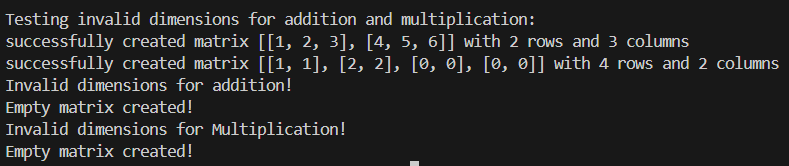 Testing invalid dimensions for addition and multiplication:
successfully created matrix [[1, 2, 3], [4, 5, 6]] with 2 rows and 3 columns
successfully created matrix [[1, 1], [2, 2], [0, 0], [0, 0]] with 4 rows and 2 columns
Invalid dimensions for addition!
Empty matrix created!
Invalid dimensions for Multiplication!
Empty matrix created!